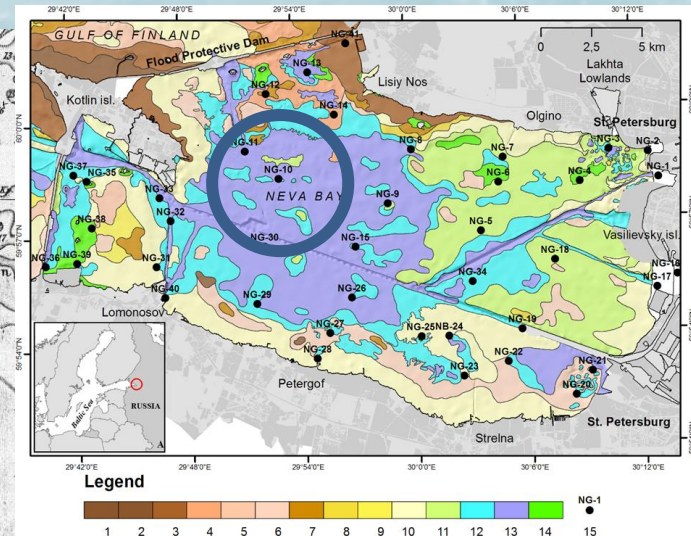 29°42'0"E 29°48'0"E 29°54'0"E 30°0'0"E 30°6'0"E 30°12'0"E
GULF OF FINLAND
Flood Protective Dam
NG-41
0 2,5 5 km
NG-13
Lisiy Nos
Lakhta
Lowlands
NG-12
Kotlin isl.
NG-14
Olgino
St. Petersburg
60°0'0"N
NG-11
NG-8
NG-7
NG-3
NG-2
NG-37
NG-35
NG-10
NG-6
NG-4
NG-1
NEVA BAY
NG-33
NG-9
NG-32
NG-38
NG-5
Vasilievsky isl.
29°57'0"N
NG-30
NG-15
NG-18
NG-36
NG-39
NG-31
NG-34
NG-16
NG-17
NG-40
NG-29
NG-26
Lomonosov
NG-27
NG-25
NB-24
NG-19
59°54'0"N
NG-28
NG-22
NG-21
NG-23
Petergof
NG-20
RUSSIA
Baltic Sea
St. Petersburg
A
Strelna
29°42'0"E 29°48'0"E 29°54'0"E 30°0'0"E 30°6'0"E 30°12'0"E
Legend
NG-1
1 2 3 4 5 6 7 8 9 10 11 12 13 14 15